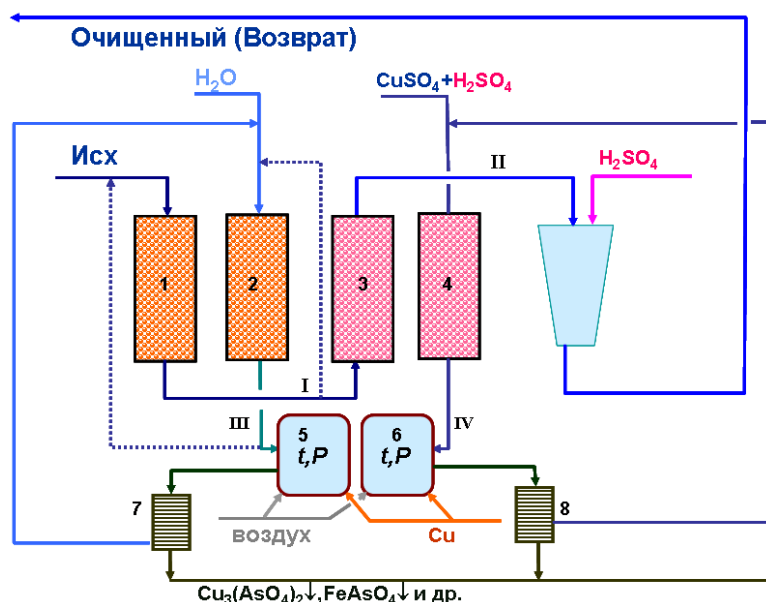 Очищенный (Возврат)
H₂O
CuSO₄+H₂SO₄
Исх
II
H₂SO₄
1
2
3
4
I
III
IV
5
t,P
6
t,P
7
8
воздух
Cu
Cu₃(AsO₄)₂↓,FeAsO₄↓ и др.